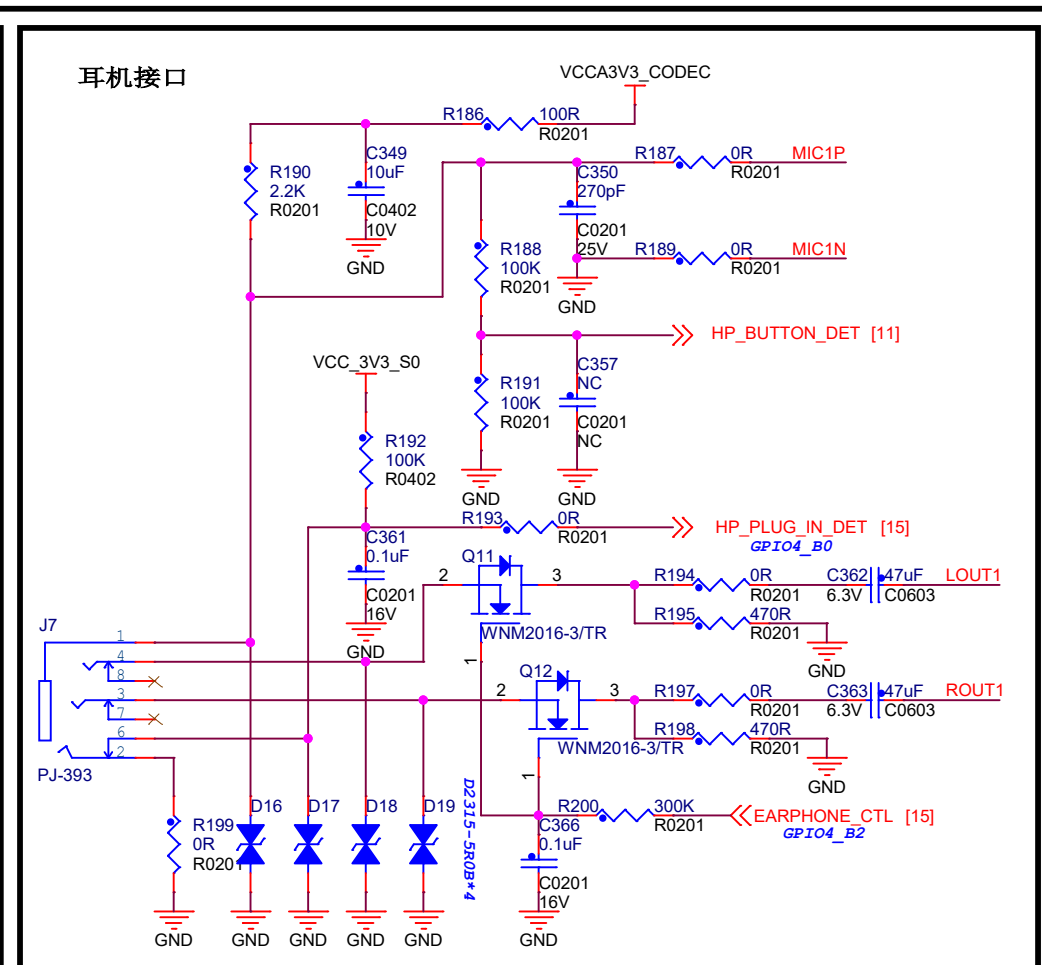 耳机接口
VCCA3V3_CODEC
R186 100R
R0201
C349
10uF
C0402
10V
GND
R190
2.2K
R0201
R187 0R MIC1P
R0201
C350
270pF
C0201
25V
GND
R189 0R MIC1N
R0201
R188
100K
R0201
HP_BUTTON_DET [11]
VCC_3V3_S0
R191
100K
R0201
GND
C357
NC
C0201
NC
GND
R192
100K
R0402
R193 0R
R0201
HP_PLUG_IN_DET [15]
GPIO4_B0
C361
0.1uF
C0201
16V
GND
Q11
2 3
WNM2016-3/TR
1
R194 0R
R0201
C362 47uF LOUT1
6.3V C0603
R195 470R
R0201
GND
Q12
2 3
WNM2016-3/TR
1
R197 0R
R0201
C363 47uF ROUT1
6.3V C0603
R198 470R
R0201
GND
J7
1
4
8
3
7
6
2
PJ-393
R199
0R
R0201
GND
D16 D17 D18 D19
D2315-5R0B*4
GND GND GND GND
R200 300K
R0201
EARPHONE_CTL [15]
GPIO4_B2
C366
0.1uF
C0201
16V
GND